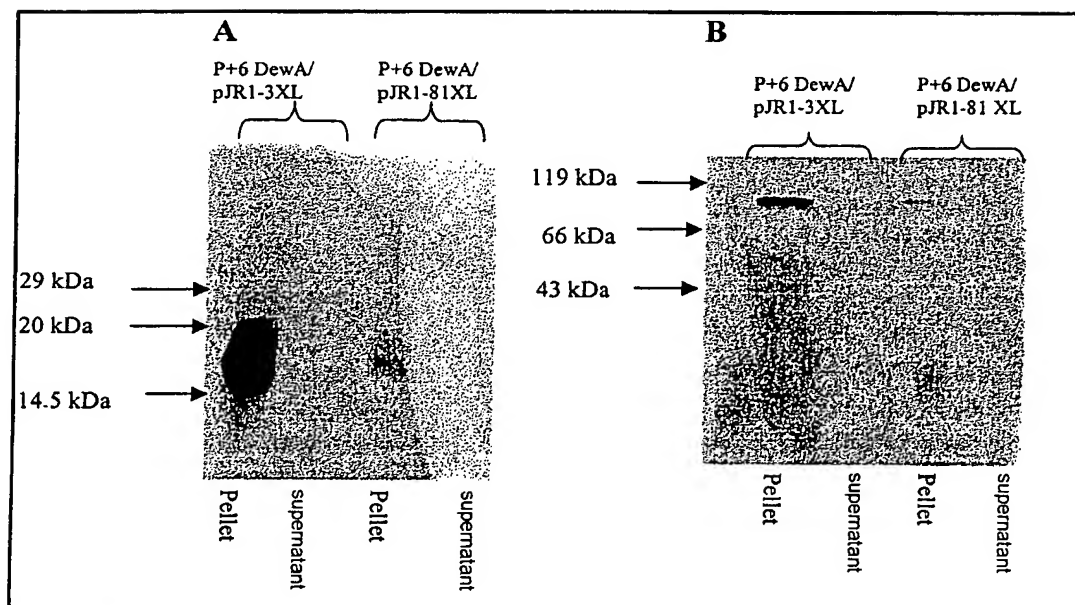 A
P+6 DewA/
pJR1-3XL
P+6 DewA/
pJR1-81XL
29 kDa
20 kDa
14.5 kDa
Pellet
supernatant
Pellet
supernatant
B
P+6 DewA/
pJR1-3XL
P+6 DewA/
pJR1-81 XL
119 kDa
66 kDa
43 kDa
Pellet
supernatant
Pellet
supernatant